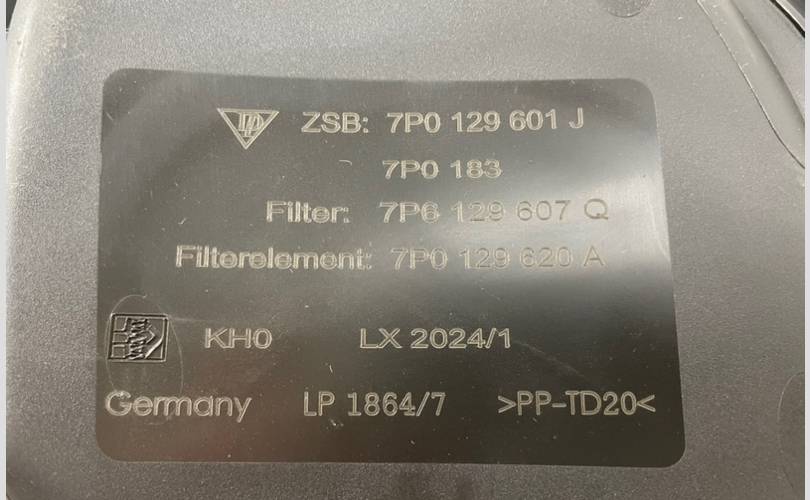 ZSB: 7P0 129 601 J
7P0 183
Filter: 7P6 129 607 Q
Filterelement: 7P0 129 620 A
KH0 LX 2024/1
Germany LP 1864/7 >PP-TD20<